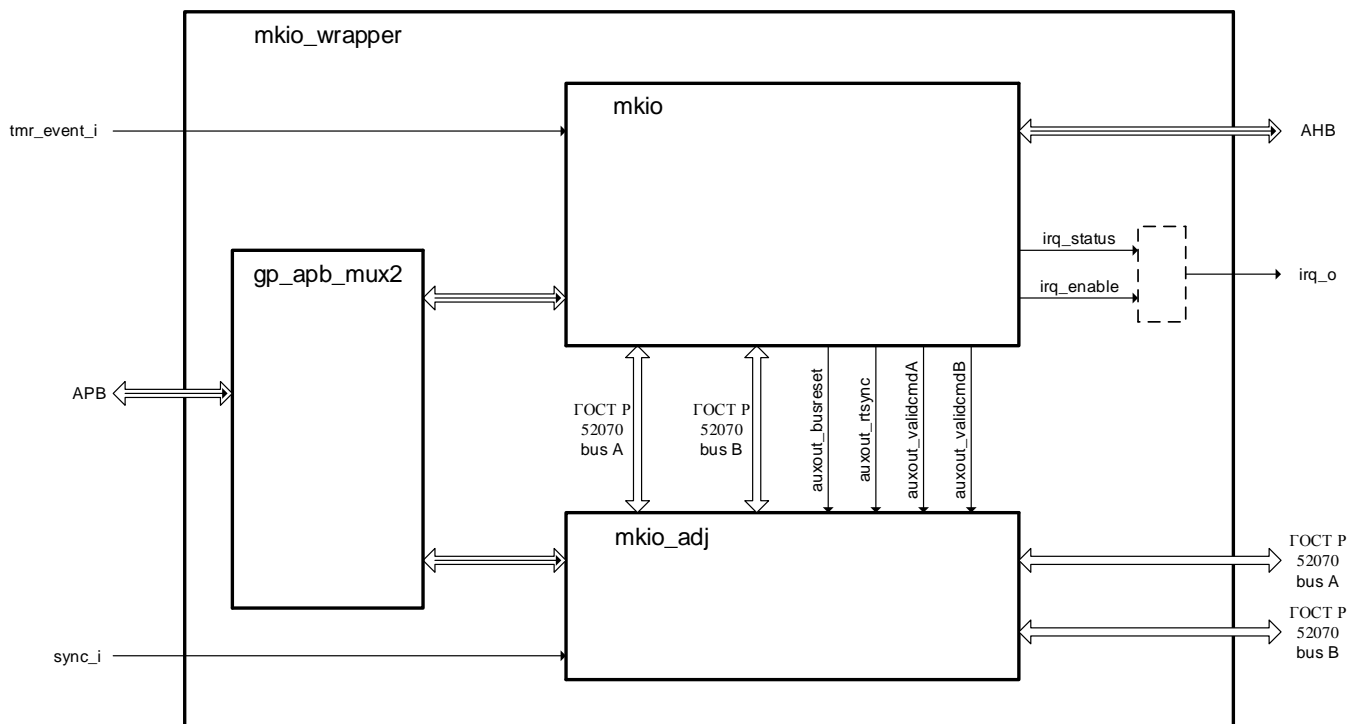 mkio_wrapper
mkio
tmr_event_i
AHB
irq_status
gp_apb_mux2
irq_o
irq_enable
APB
ГОСТ Р
52070
bus A
ГОСТ Р
52070
bus B
auxout_busreset
auxout_rtsync
auxout_validcmdA
auxout_validcmdB
mkio_adj
ГОСТ Р
52070
bus A
ГОСТ Р
52070
bus B
sync_i